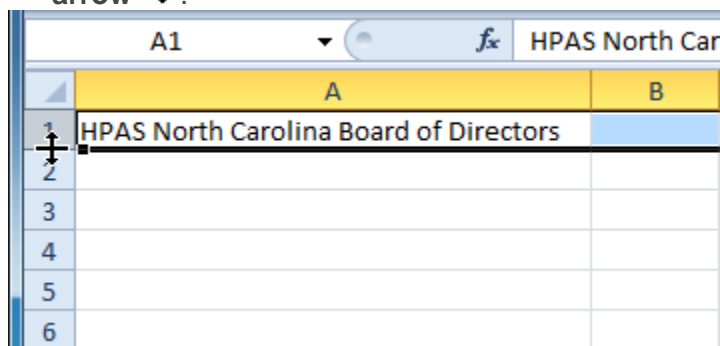 arrow .
A1 fx HPAS North Car
A B
1 HPAS North Carolina Board of Directors
2
3
4
5
6